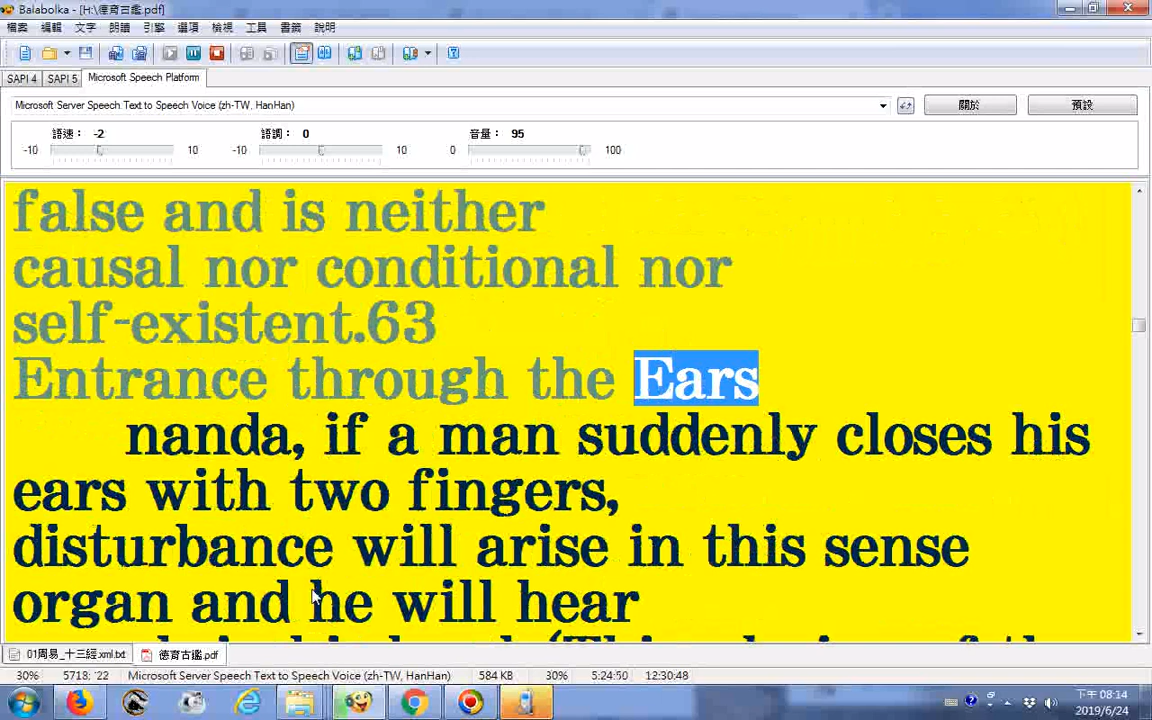 Balabolka - [H:\德育古鑑.pdf]
檔案 編輯 文字 朗讀 引擎 選項 檢視 工具 書籤 說明
SAPI 4 SAPI 5 Microsoft Speech Platform
Microsoft Server Speech Text to Speech Voice (zh-TW, HanHan)
關於 預設
語速： -2 語調： 0 音量： 95
-10 10 -10 10 0 100
false and is neither
causal nor conditional nor
self-existent.63
Entrance through the Ears
nanda, if a man suddenly closes his
ears with two fingers,
disturbance will arise in this sense
organ and he will hear
01周易_十三經.xml.txt 德育古鑑.pdf
30% 5718: '22 Microsoft Server Speech Text to Speech Voice (zh-TW, HanHan) 584 KB 30% 5:24:50 12:30:48
下午 08:14
2019/6/24